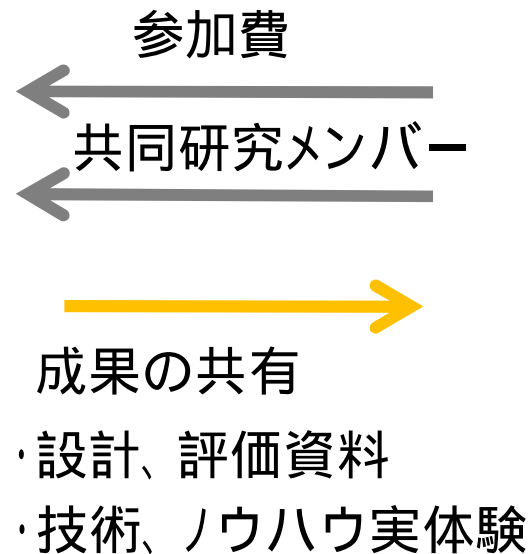 参加費
共同研究メンバー
成果の共有
・設計、評価資料
・技術、ノウハウ実体験